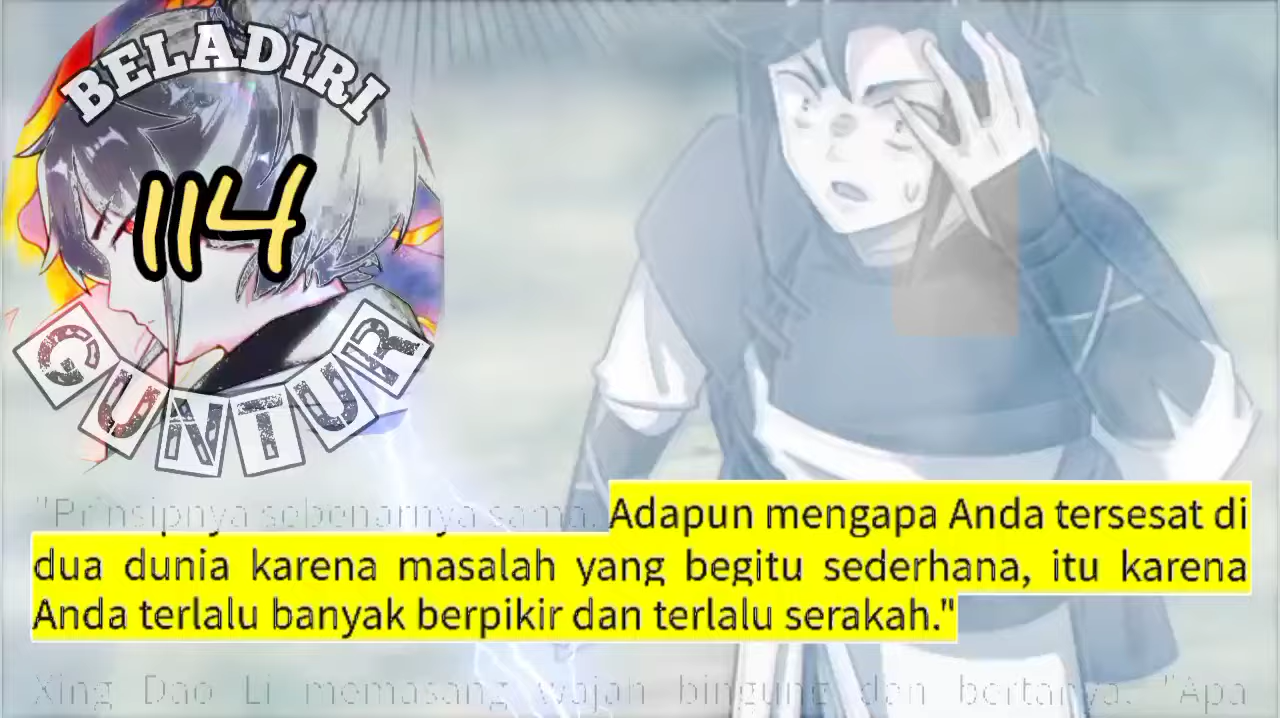 BELADIRI
114
GUNTUR
"Prinsipnya sebenarnya sama. Adapun mengapa Anda tersesat di
dua dunia karena masalah yang begitu sederhana, itu karena
Anda terlalu banyak berpikir dan terlalu serakah."
Xing Dao Li memasang wajah bingung dan bertanya. "Apa